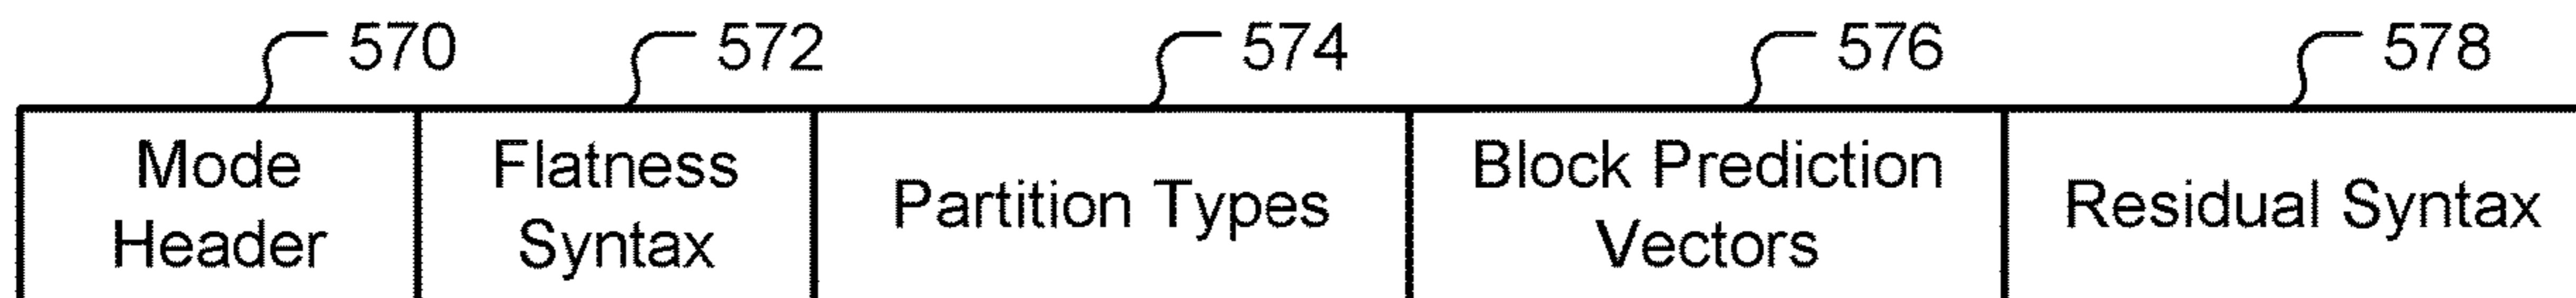 570 572 574 576 578
Mode Header
Flatness Syntax
Partition Types
Block Prediction Vectors
Residual Syntax